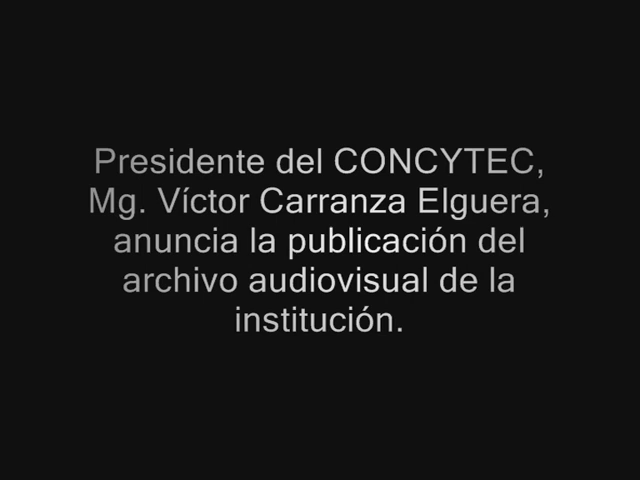 Presidente del CONCYTEC,
Mg. Víctor Carranza Elguera,
anuncia la publicación del
archivo audiovisual de la
institución.